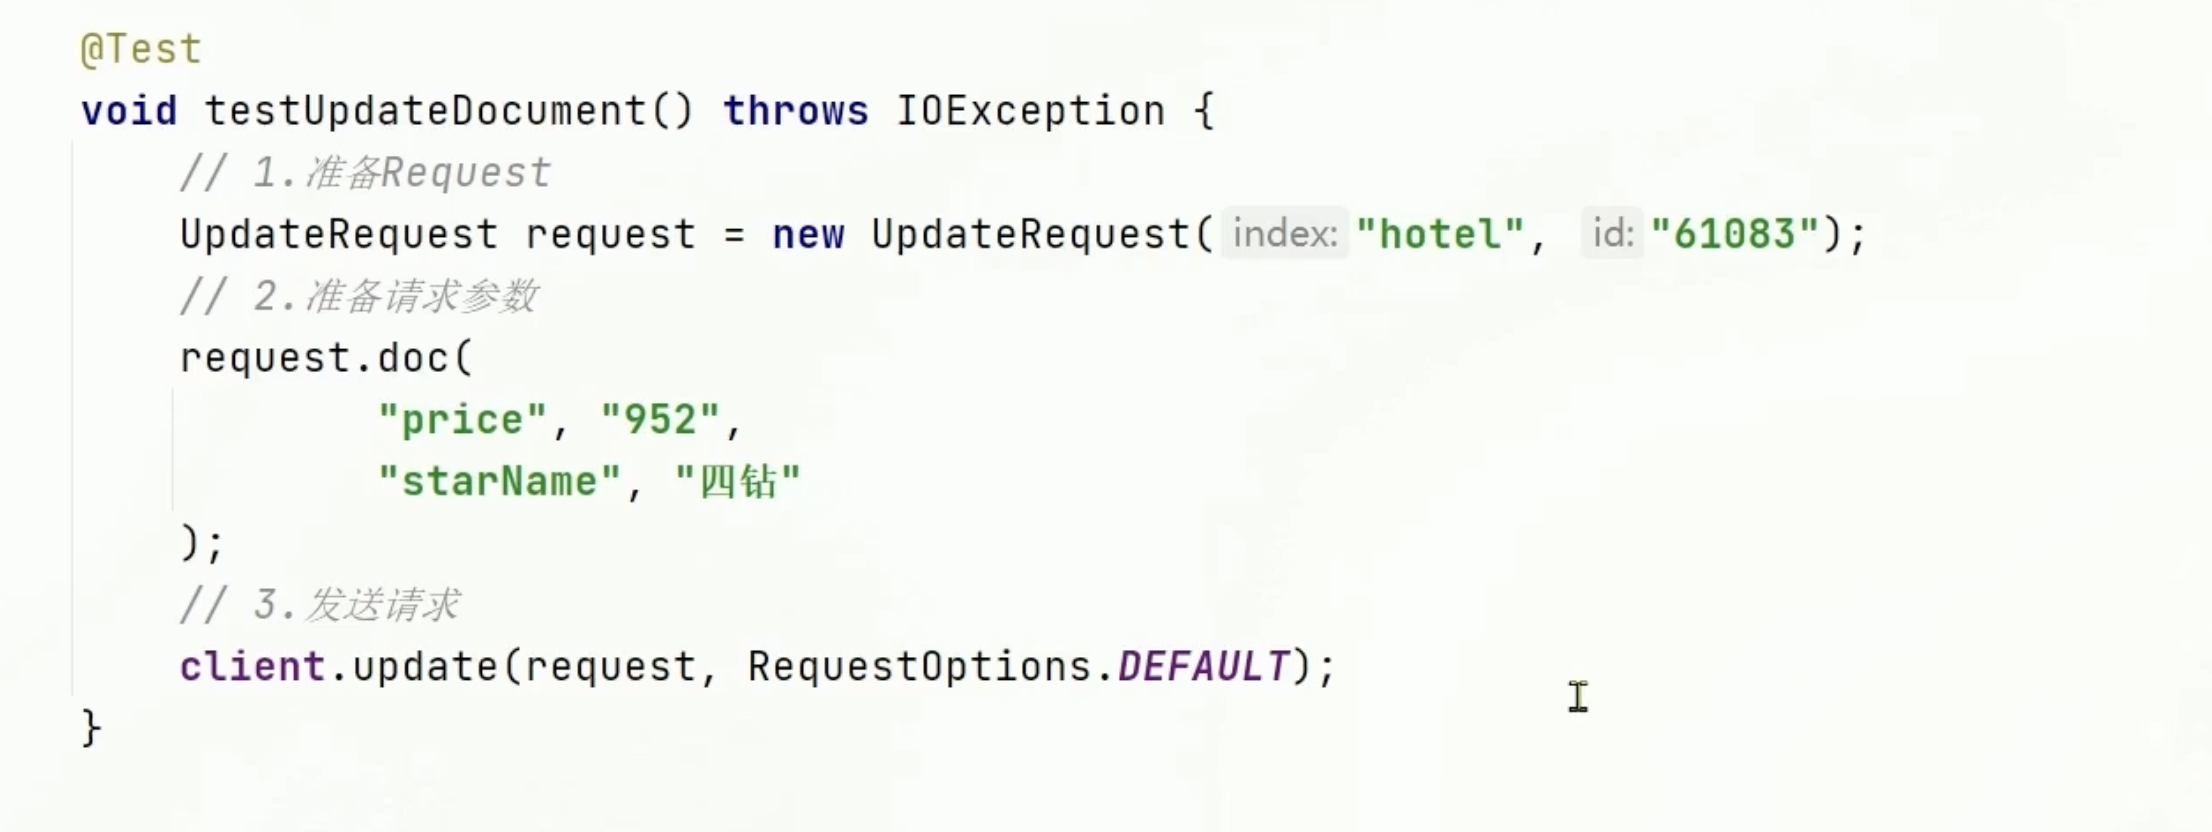 @Test
void testUpdateDocument() throws IOException {
// 1.准备Request
UpdateRequest request = new UpdateRequest( index: "hotel", id: "61083");
// 2.准备请求参数
request.doc(
"price", "952",
"starName", "四钻"
);
// 3.发送请求
client.update(request, RequestOptions.DEFAULT);
}